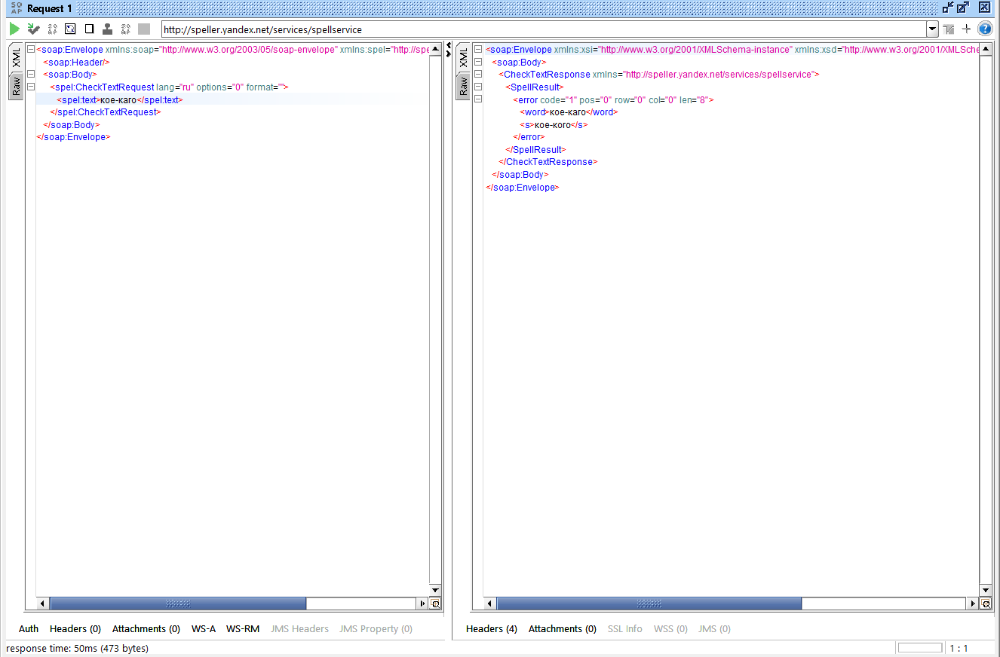 SO AP Request 1
http://speller.yandex.net/services/spellservice
XML
Raw
<soap:Envelope xmlns:soap="http://www.w3.org/2003/05/soap-envelope" xmlns:spel="http://spe
<soap:Header/>
<soap:Body>
<spel:CheckTextRequest lang="ru" options="0" format="">
<spel:text>кое-каго</spel:text>
</spel:CheckTextRequest>
</soap:Body>
</soap:Envelope>
XML
Raw
<soap:Envelope xmlns:xsi="http://www.w3.org/2001/XMLSchema-instance" xmlns:xsd="http://www.w3.org/2001/XMLSche
<soap:Body>
<CheckTextResponse xmlns="http://speller.yandex.net/services/spellservice">
<SpellResult>
<error code="1" pos="0" row="0" col="0" len="8">
<word>кое-каго</word>
<s>кое-кого</s>
</error>
</SpellResult>
</CheckTextResponse>
</soap:Body>
</soap:Envelope>
Auth Headers (0) Attachments (0) WS-A WS-RM JMS Headers JMS Property (0)
Headers (4) Attachments (0) SSL Info WSS (0) JMS (0)
response time: 50ms (473 bytes)
1 : 1